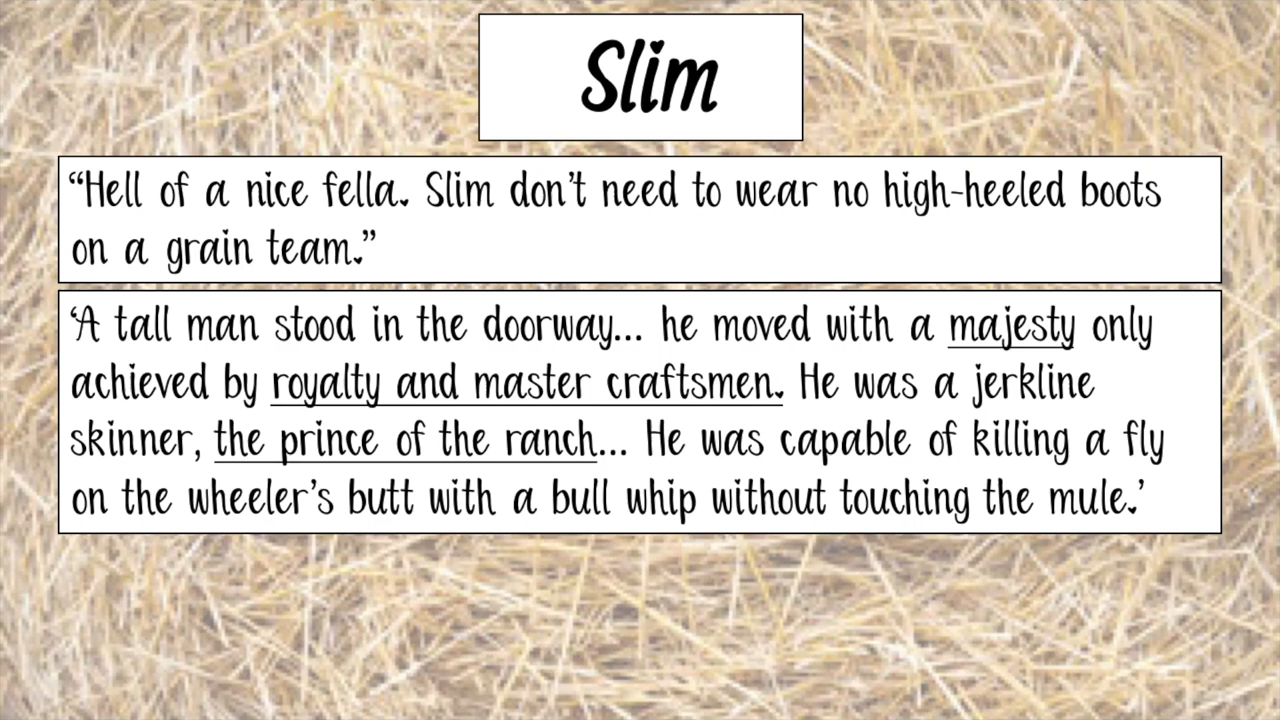 Slim
“Hell of a nice fella. Slim don’t need to wear no high-heeled boots
on a grain team.”
‘A tall man stood in the doorway... he moved with a majesty only
achieved by royalty and master craftsmen. He was a jerkline
skinner, the prince of the ranch... He was capable of killing a fly
on the wheeler’s butt with a bull whip without touching the mule.’